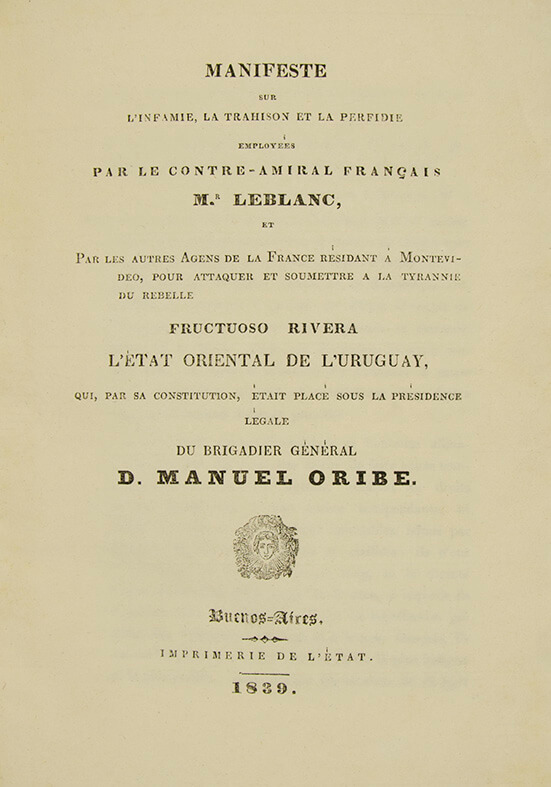 MANIFESTE
SUR
L'INFAMIE, LA TRAHISON ET LA PERFIDIE
EMPLOYÉES
PAR LE CONTRE-AMIRAL FRANÇAIS
M.R LEBLANC,
ET
PAR LES AUTRES AGENS DE LA FRANCE RÉSIDANT Á MONTEVI-
DEO, POUR ATTAQUER ET SOUMETTRE A LA TYRANNIE
DU REBELLE
FRUCTUOSO RIVERA
L'ÉTAT ORIENTAL DE L'URUGUAY,
QUI, PAR SA CONSTITUTION, ÉTAIT PLACÉ SOUS LA PRÉSIDENCE
LÉGALE
DU BRIGADIER GÉNÉRAL
D. MANUEL ORIBE.
Buenos=Aires.
IMPRIMERIE DE L'ÉTAT.
1839.